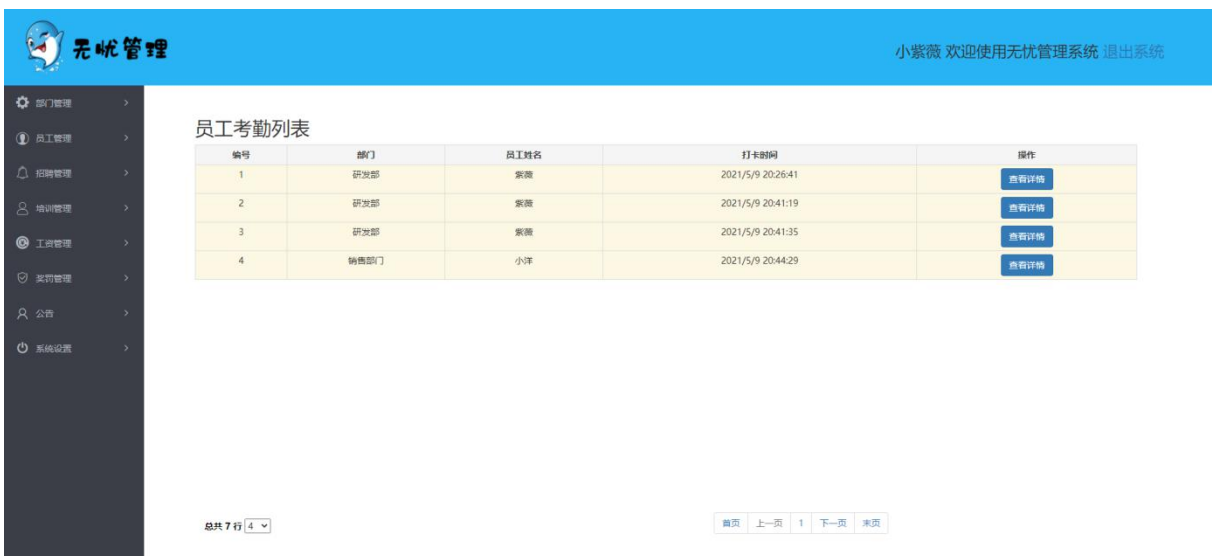 无忧管理
小紫薇 欢迎使用无忧管理系统 退出系统
部门管理
员工管理
招聘管理
培训管理
工资管理
奖罚管理
公告
系统设置
员工考勤列表
编号 部门 员工姓名 打卡时间 操作
1 研发部 紫薇 2021/5/9 20:26:41 查看详情
2 研发部 紫薇 2021/5/9 20:41:19 查看详情
3 研发部 紫薇 2021/5/9 20:41:35 查看详情
4 销售部门 小洋 2021/5/9 20:44:29 查看详情
总共 7 行 4
首页 上一页 1 下一页 末页